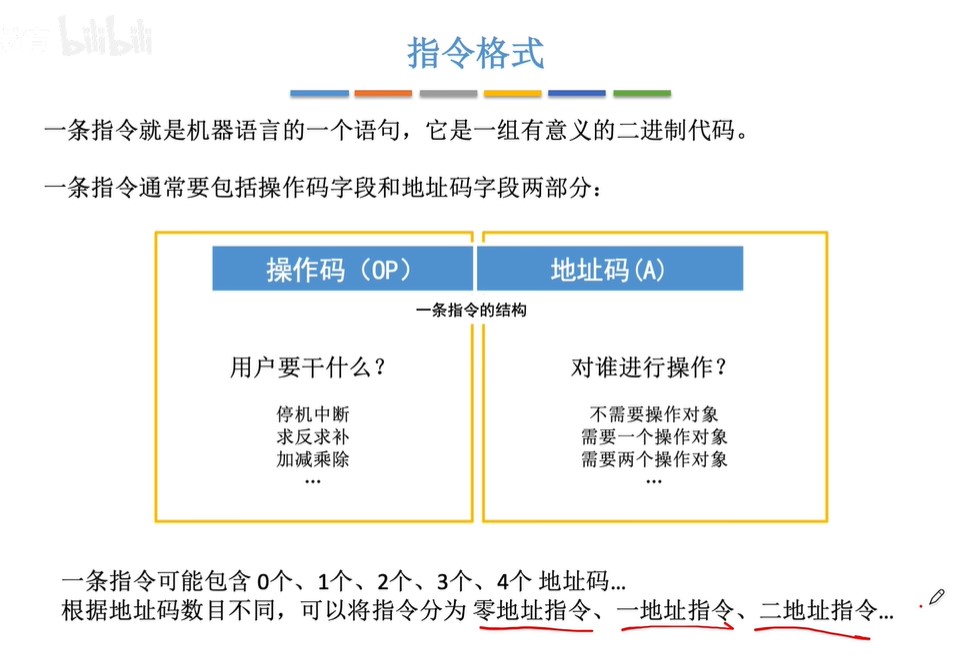 bilibili
指令格式
一条指令就是机器语言的一个语句，它是一组有意义的二进制代码。
一条指令通常要包括操作码字段和地址码字段两部分：
操作码（OP） 地址码(A)
一条指令的结构
用户要干什么？ 对谁进行操作？
停机中断 不需要操作对象
求反求补 需要一个操作对象
加减乘除 需要两个操作对象
… …
一条指令可能包含 0个、1个、2个、3个、4个 地址码…
根据地址码数目不同，可以将指令分为 零地址指令、一地址指令、二地址指令…